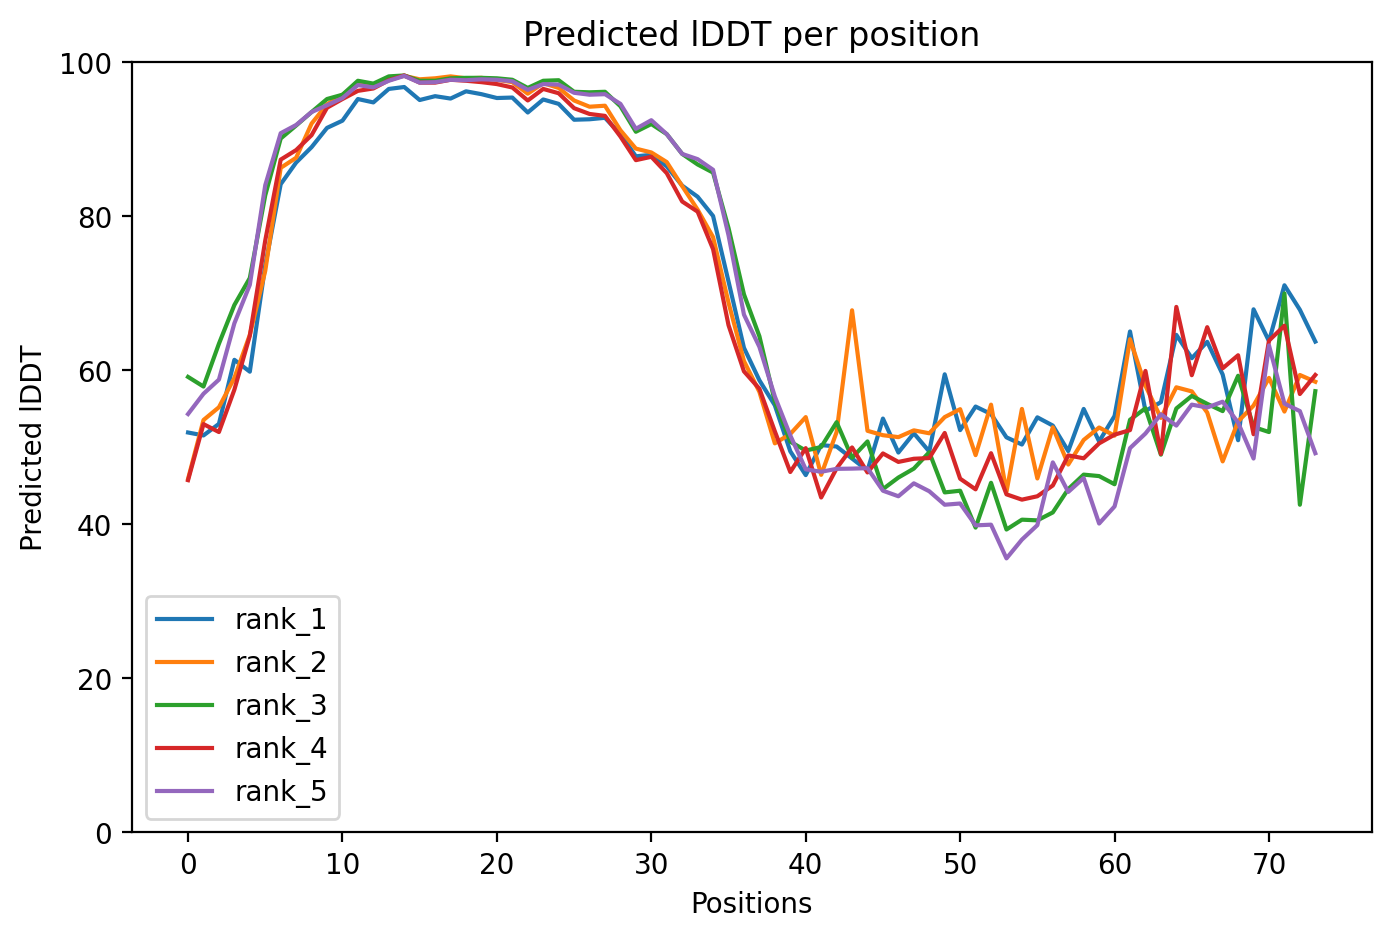 Predicted lDDT per position
Predicted lDDT
100
80
60
40
20
0
rank_1
rank_2
rank_3
rank_4
rank_5
0 10 20 30 40 50 60 70
Positions